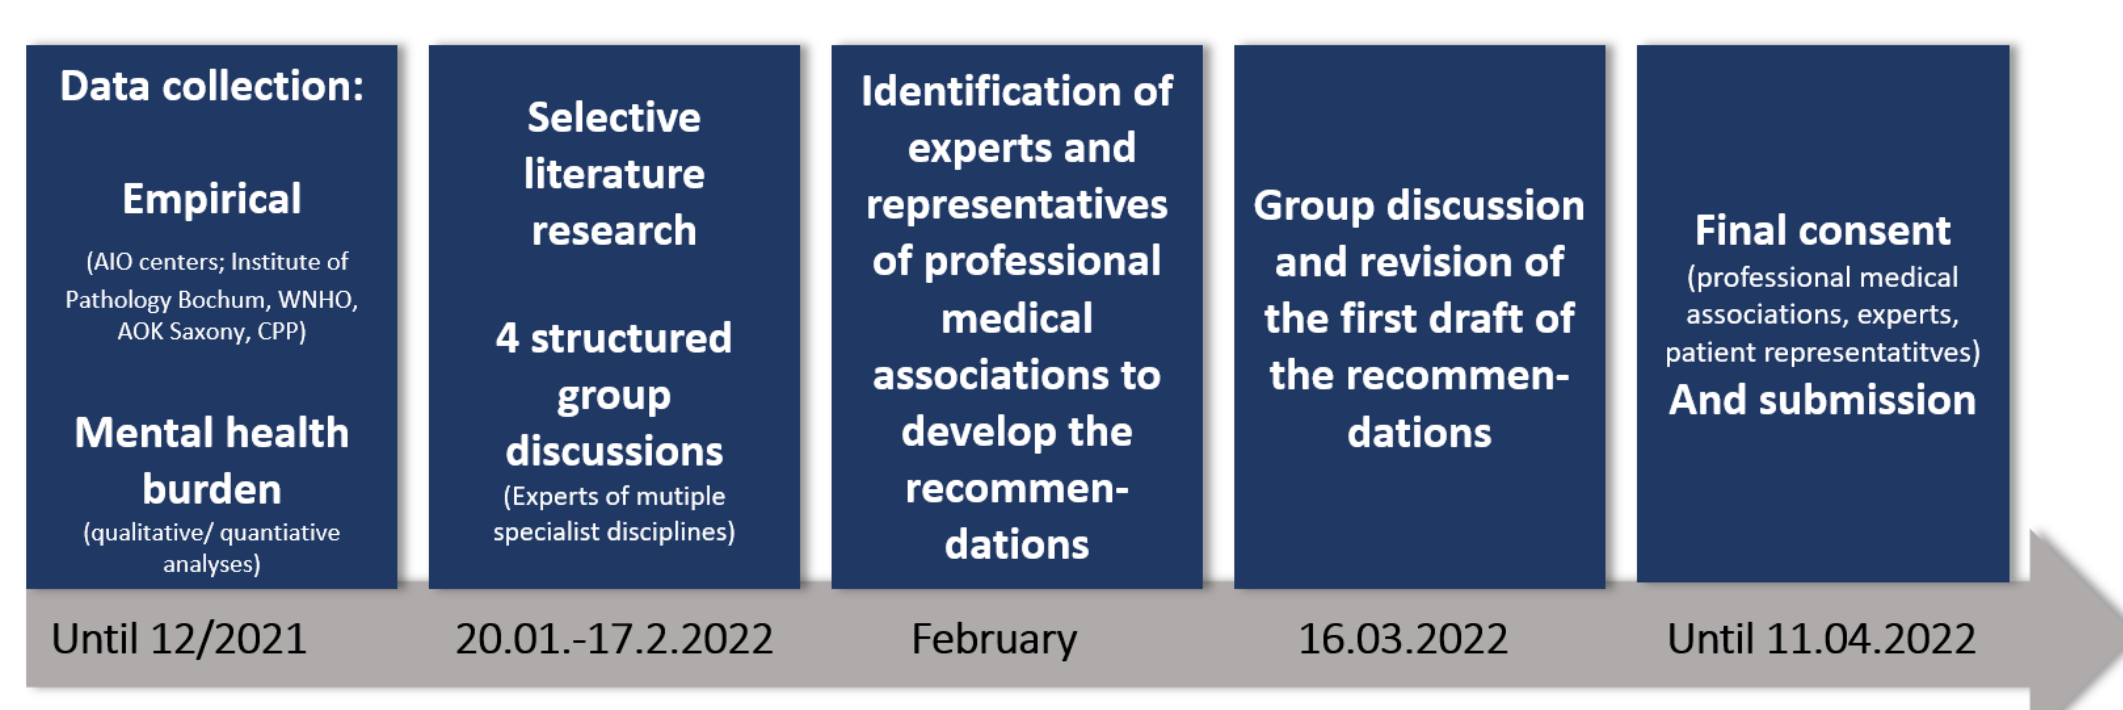 Data collection:
Empirical
(AIO centers; Institute of
Pathology Bochum, WNHO,
AOK Saxony, CPP)
Mental health
burden
(qualitative/ quantiative
analyses)
Until 12/2021
Selective
literature
research
4 structured
group
discussions
(Experts of mutiple
specialist disciplines)
20.01.-17.2.2022
Identification of
experts and
representatives
of professional
medical
associations to
develop the
recommen-
dations
February
Group discussion
and revision of
the first draft of
the recommen-
dations
16.03.2022
Final consent
(professional medical
associations, experts,
patient representatitves)
And submission
Until 11.04.2022